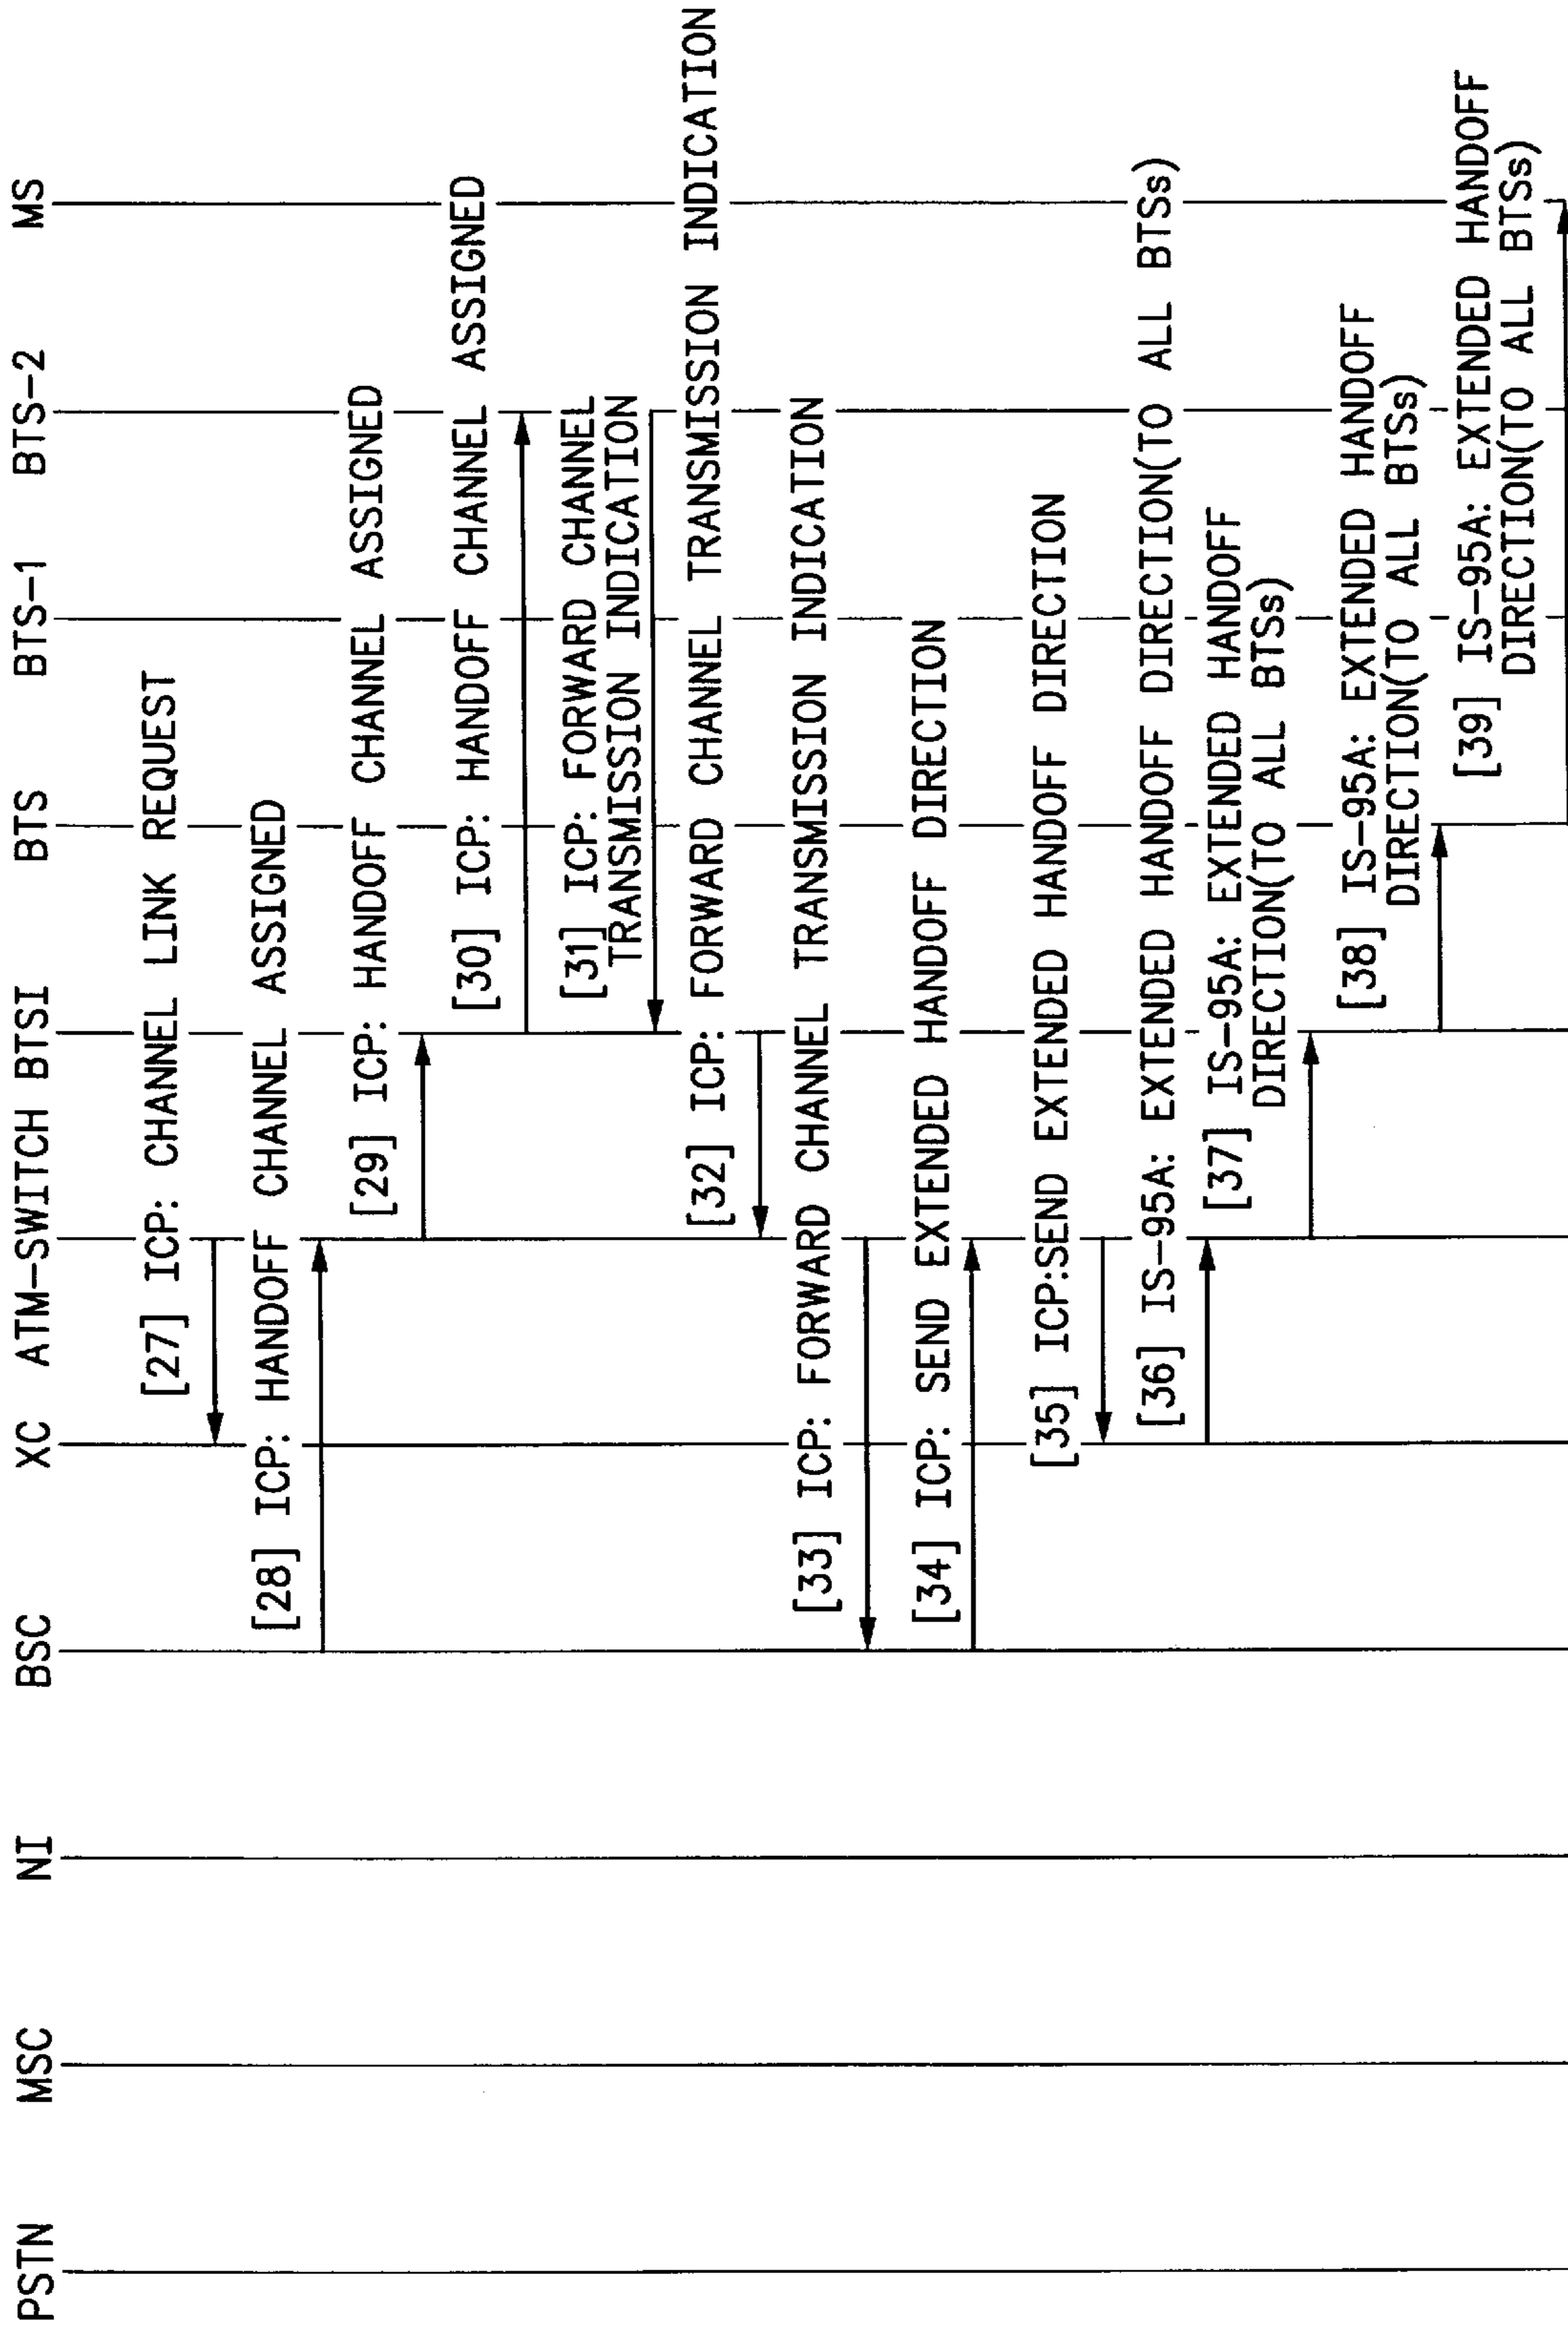 PSTN MSC NI BSC XC ATM-SWITCH BTSI BTS BTS-1 BTS-2 MS
[27] ICP: CHANNEL LINK REQUEST
[28] ICP: HANDOFF CHANNEL ASSIGNED
[29] ICP: HANDOFF CHANNEL ASSIGNED
[30] ICP: HANDOFF CHANNEL ASSIGNED
[31] ICP: FORWARD CHANNEL
TRANSMISSION INDICATION
[32] ICP: FORWARD CHANNEL TRANSMISSION INDICATION
[33] ICP: FORWARD CHANNEL TRANSMISSION INDICATION
[34] ICP: SEND EXTENDED HANDOFF DIRECTION
[35] ICP:SEND EXTENDED HANDOFF DIRECTION
[36] IS-95A: EXTENDED HANDOFF DIRECTION(TO ALL BTSs)
[37] IS-95A: EXTENDED HANDOFF
DIRECTION(TO ALL BTSs)
[38] IS-95A: EXTENDED HANDOFF
DIRECTION(TO ALL BTSs)
[39] IS-95A: EXTENDED HANDOFF
DIRECTION(TO ALL BTSs)